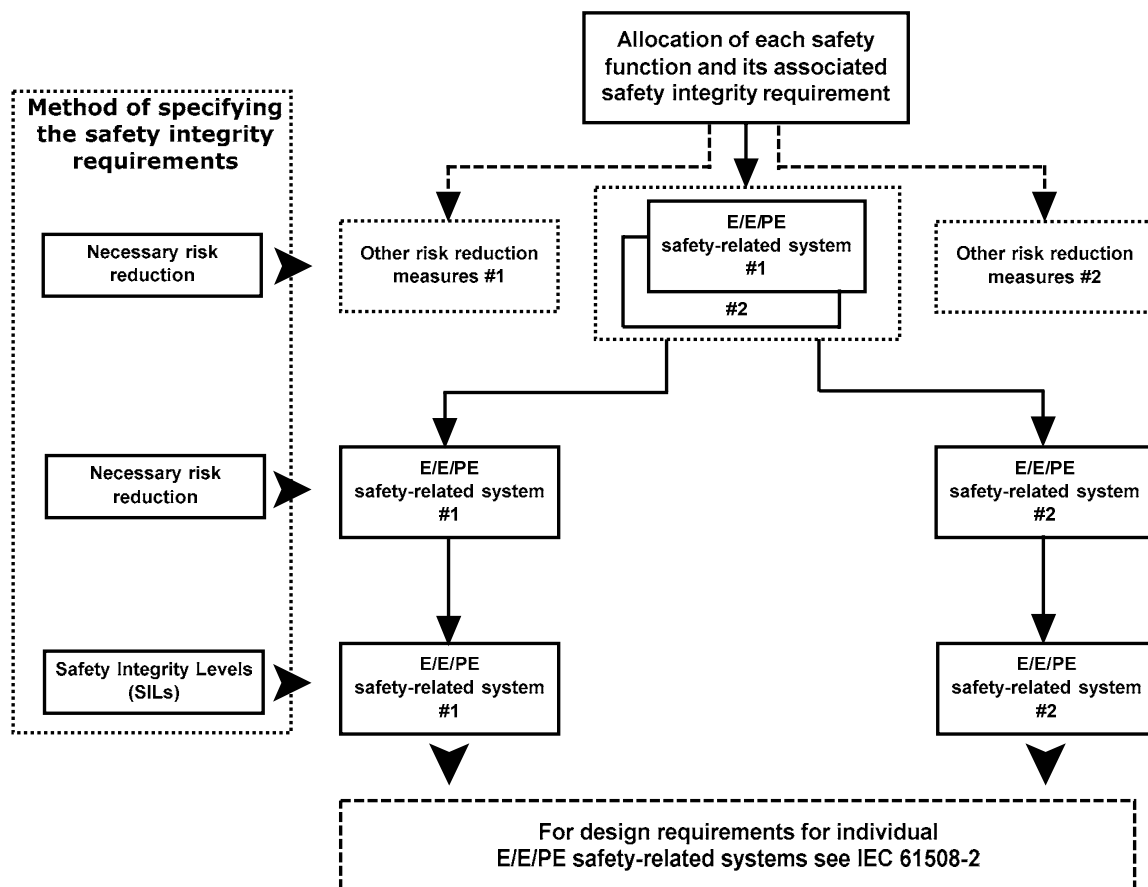 Allocation of each safety
function and its associated
safety integrity requirement
Method of specifying
the safety integrity
requirements
Necessary risk
reduction
Other risk reduction
measures #1
E/E/PE
safety-related system
#1
#2
Other risk reduction
measures #2
Necessary risk
reduction
E/E/PE
safety-related system
#1
E/E/PE
safety-related system
#2
Safety Integrity Levels
(SILs)
E/E/PE
safety-related system
#1
E/E/PE
safety-related system
#2
For design requirements for individual
E/E/PE safety-related systems see IEC 61508-2